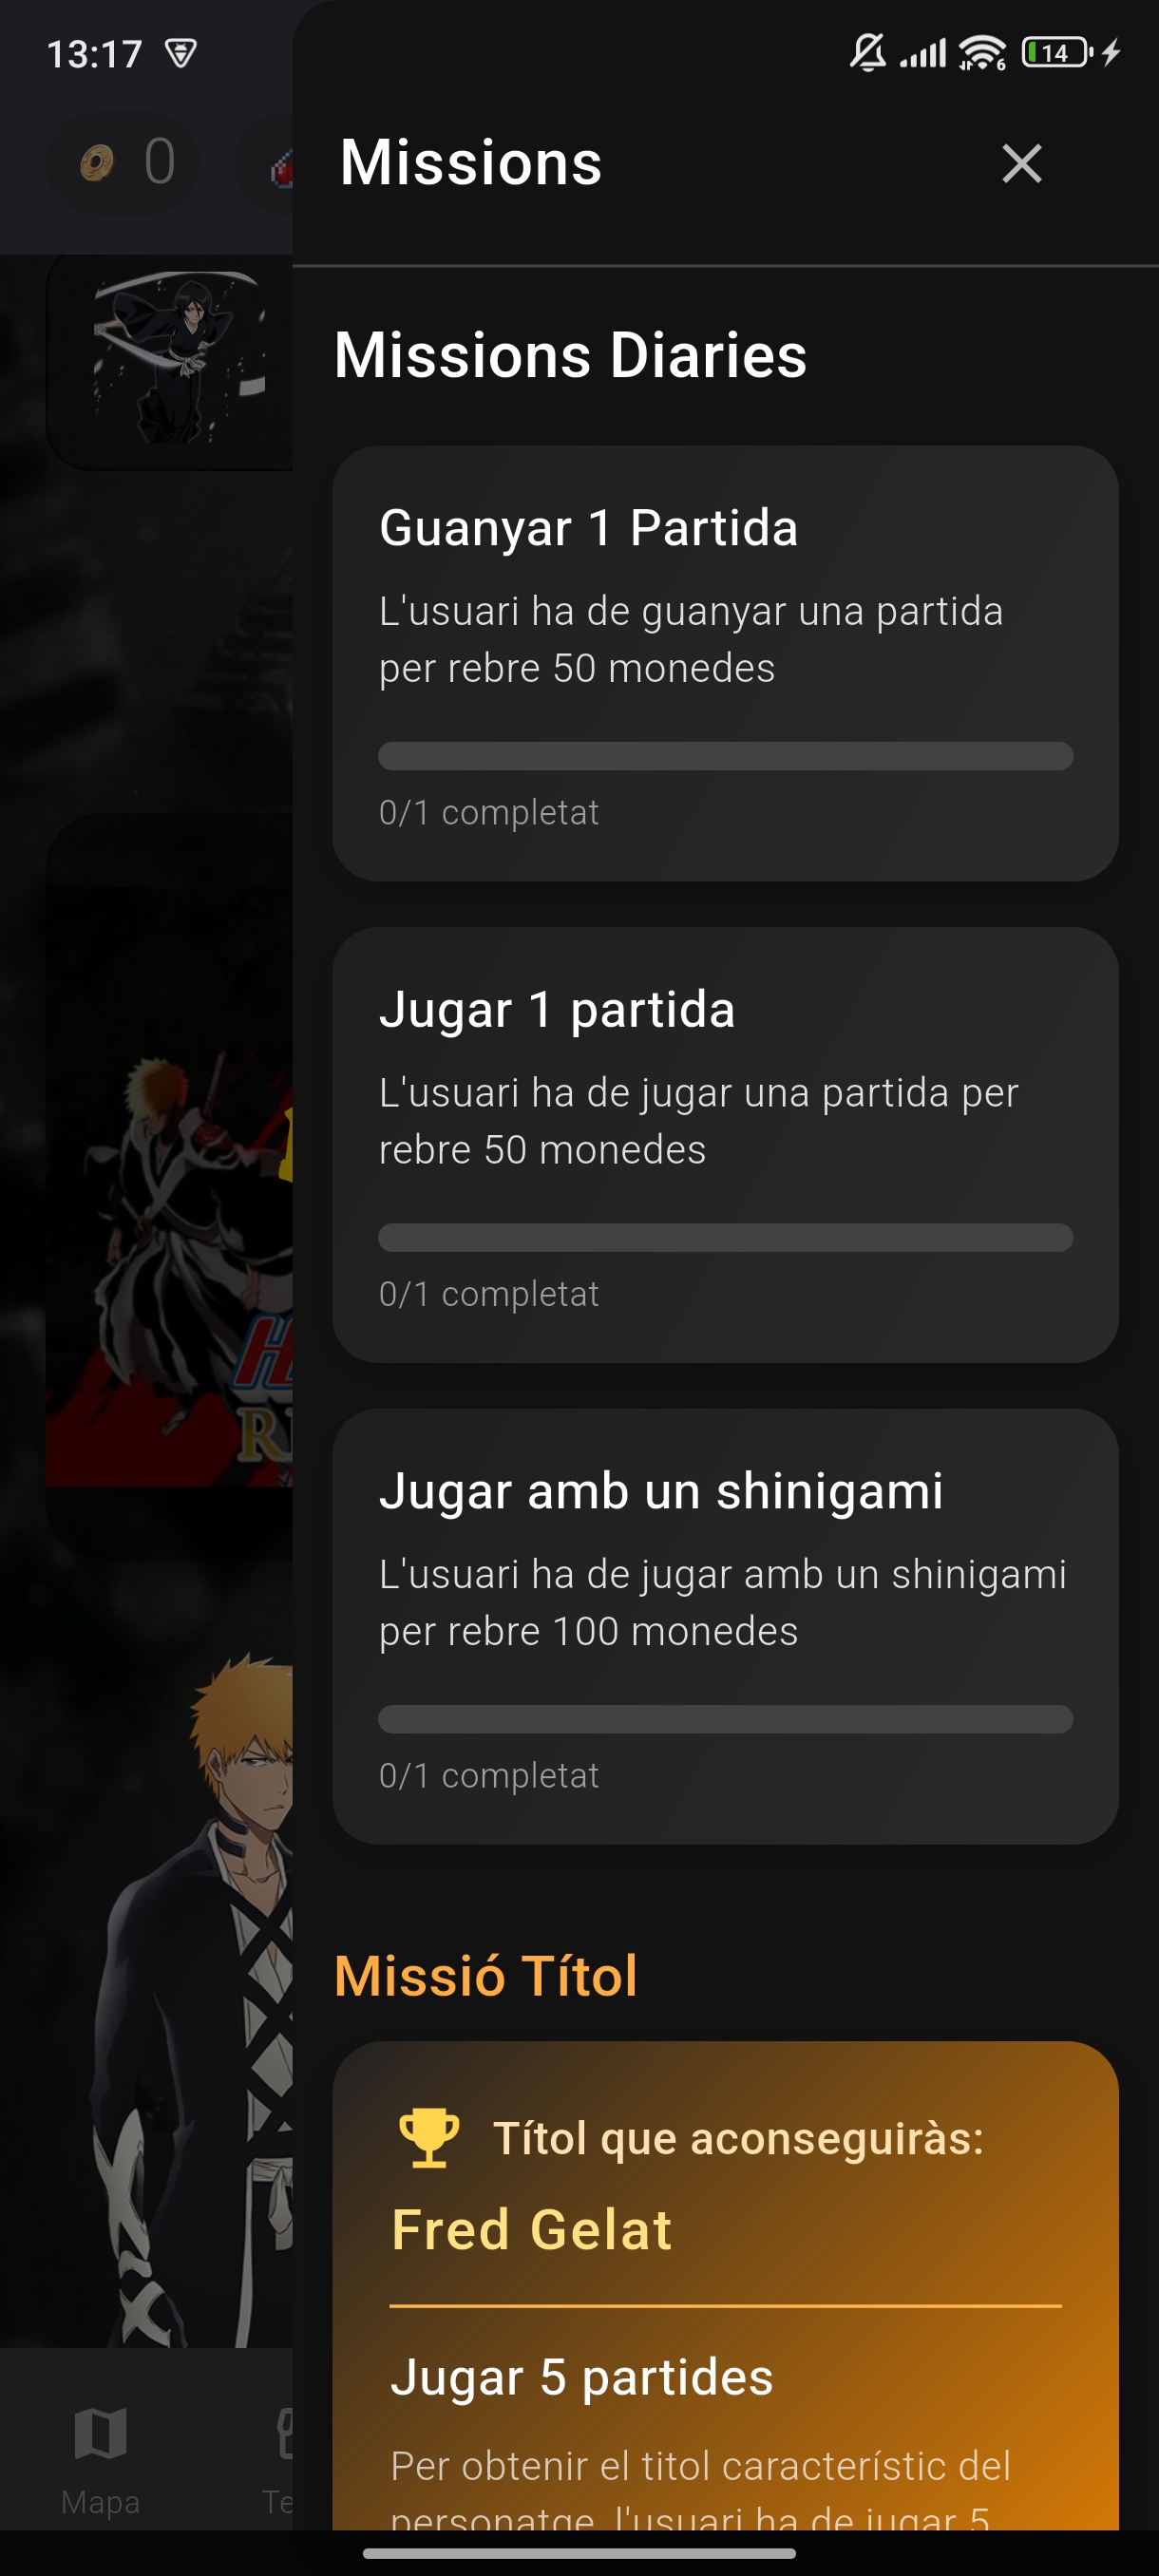 13:17
14
0
Missions
Missions Diaries
Guanyar 1 Partida
L'usuari ha de guanyar una partida
per rebre 50 monedes
0/1 completat
Jugar 1 partida
L'usuari ha de jugar una partida per
rebre 50 monedes
0/1 completat
Jugar amb un shinigami
L'usuari ha de jugar amb un shinigami
per rebre 100 monedes
0/1 completat
Missió Títol
Títol que aconseguiràs:
Fred Gelat
Jugar 5 partides
Per obtenir el titol característic del
personatge, l'usuari ha de jugar 5
Mapa